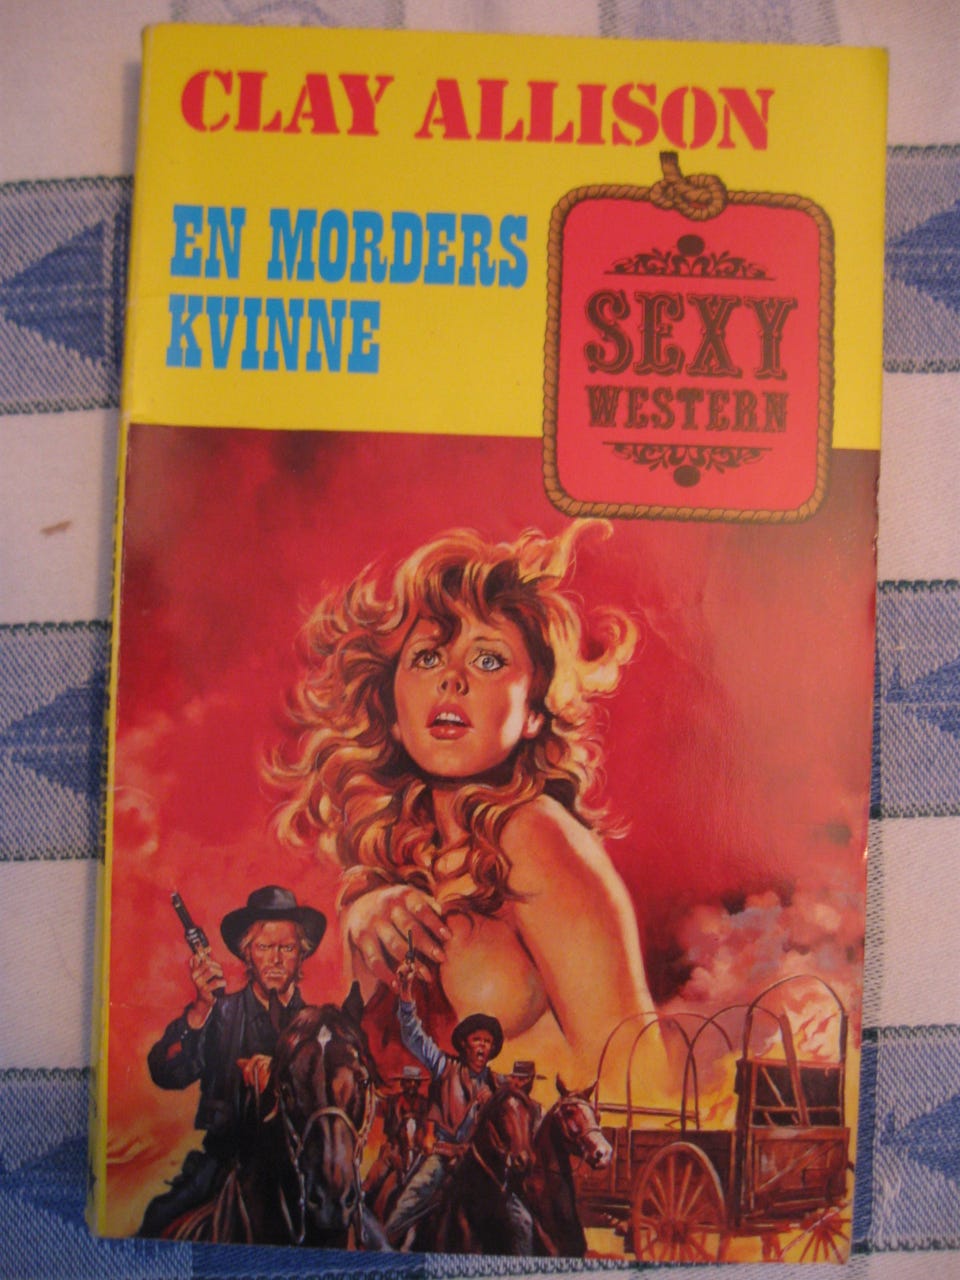 CLAY ALLISON
EN MORDERS
KVINNE
SEXY
WESTERN